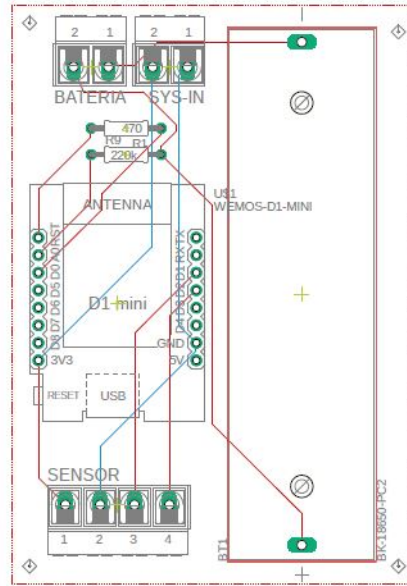 2 1 2 1
BATERIA SYS-IN
470
R9 R1
220k
U$1
WEMOS-D1-MINI
ANTENNA
RST TX
A0 RX
D0 D1
D5 D2
D6 D3
D7 D4
D8 GND
3V3 5V
D1 mini
RESET USB
SENSOR
1 2 3 4
BT1
BK-18650-PC2